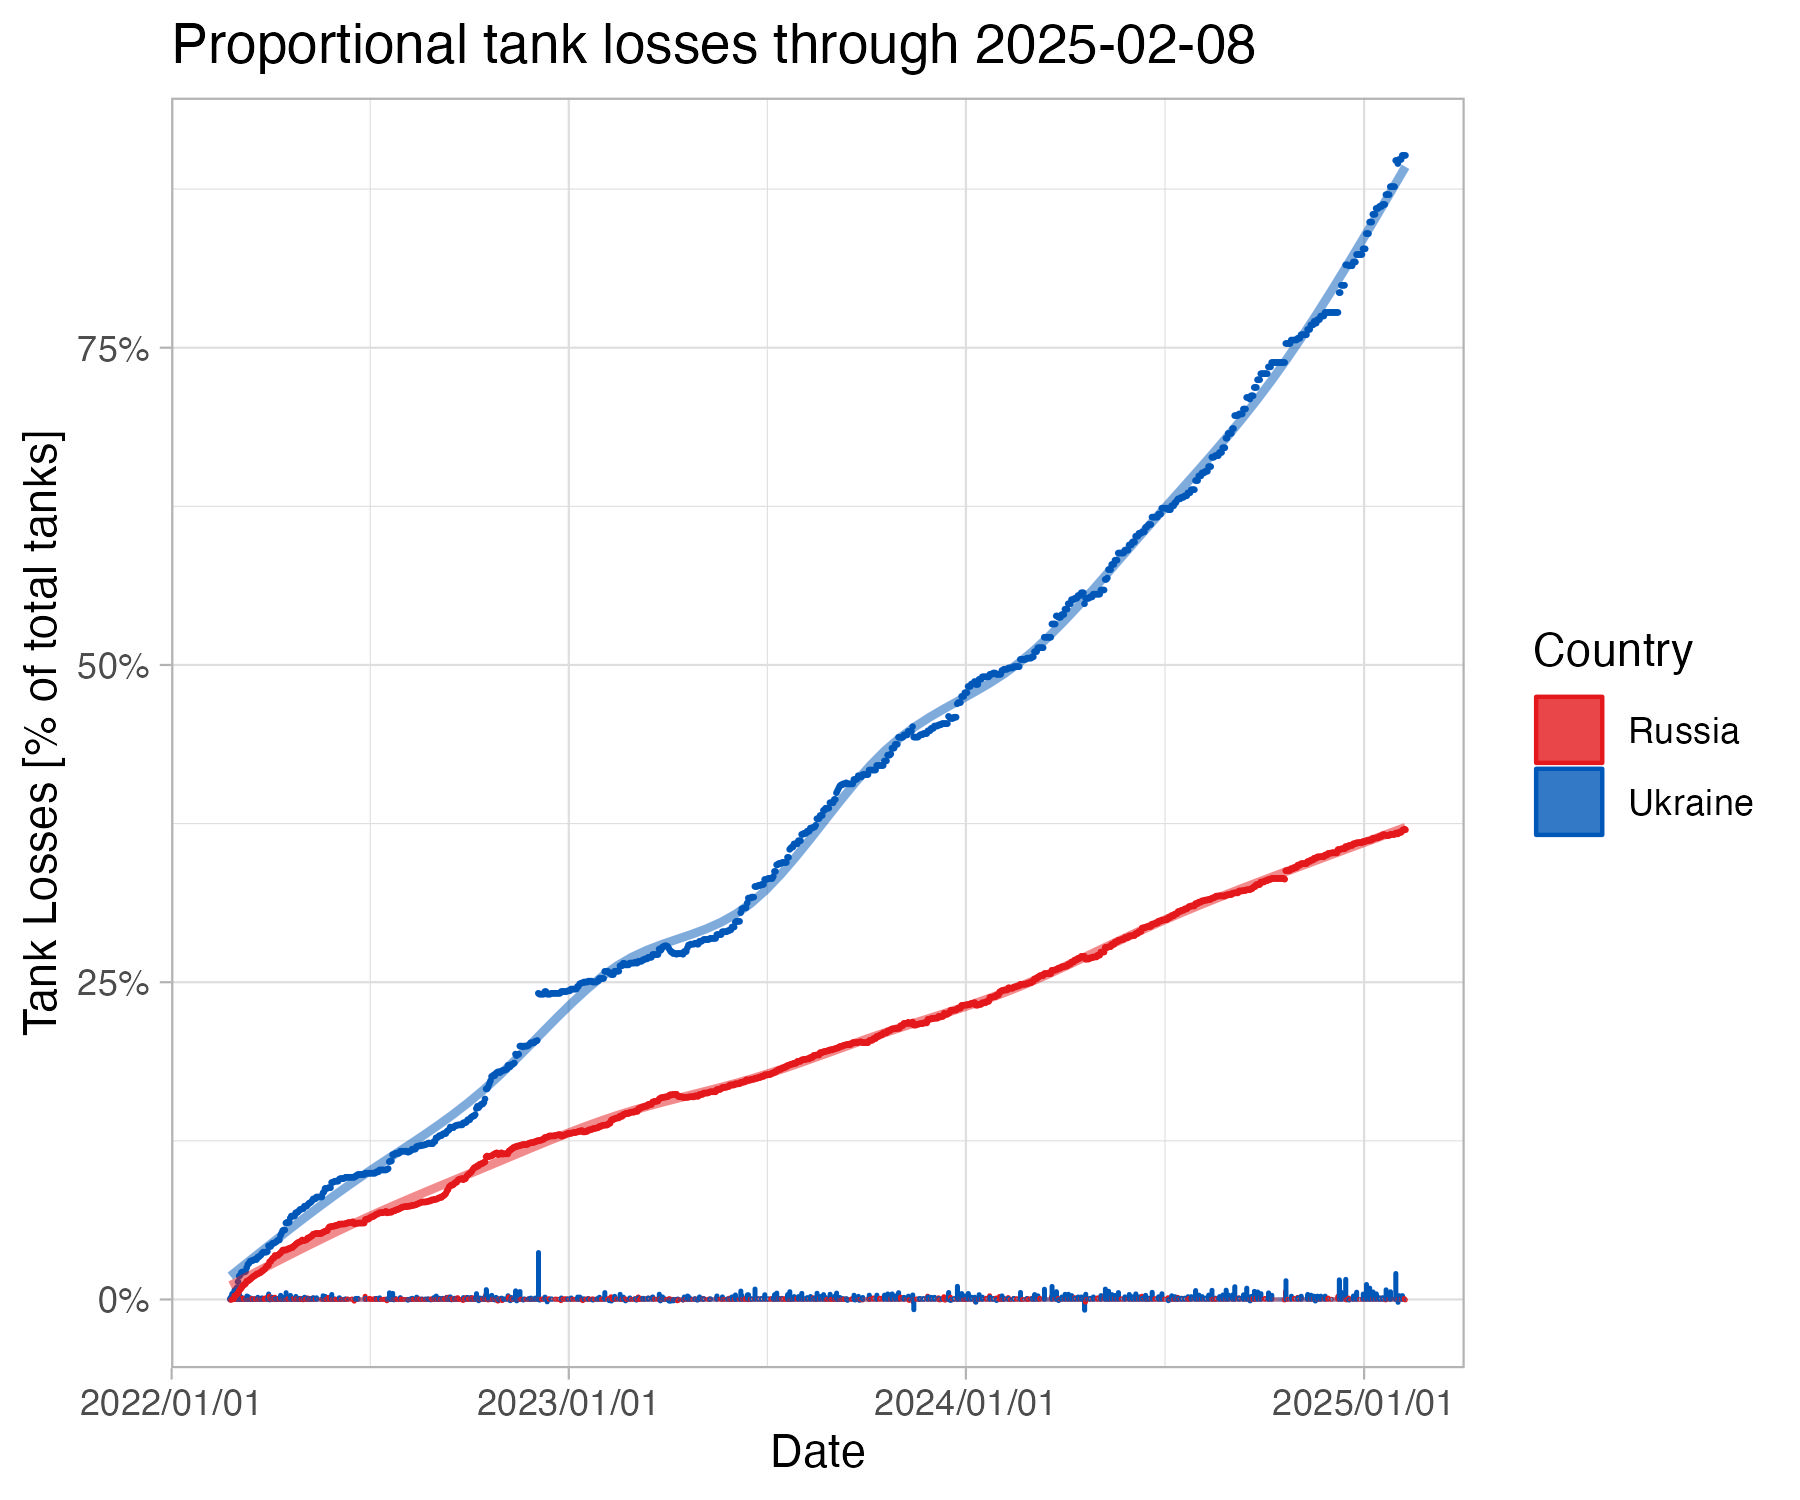 Proportional tank losses through 2025-02-08
Tank Losses [% of total tanks]
75%
50%
25%
0%
2022/01/01
2023/01/01
2024/01/01
2025/01/01
Date
Country
Russia
Ukraine